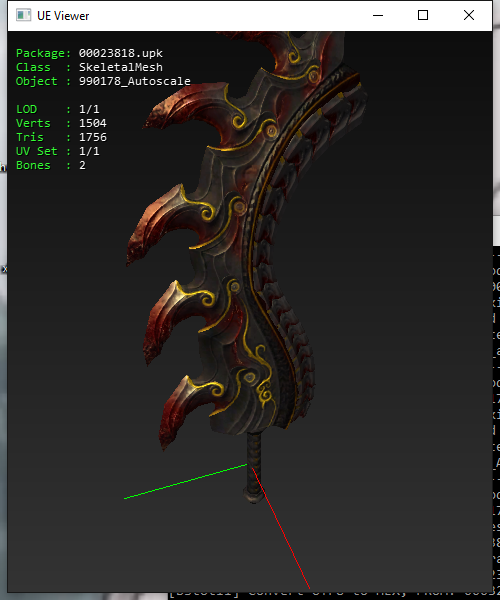 UE Viewer
Package: 00023818.upk
Class : SkeletalMesh
Object : 990178_Autoscale
LOD : 1/1
Verts : 1504
Tris : 1756
UV Set : 1/1
Bones : 2